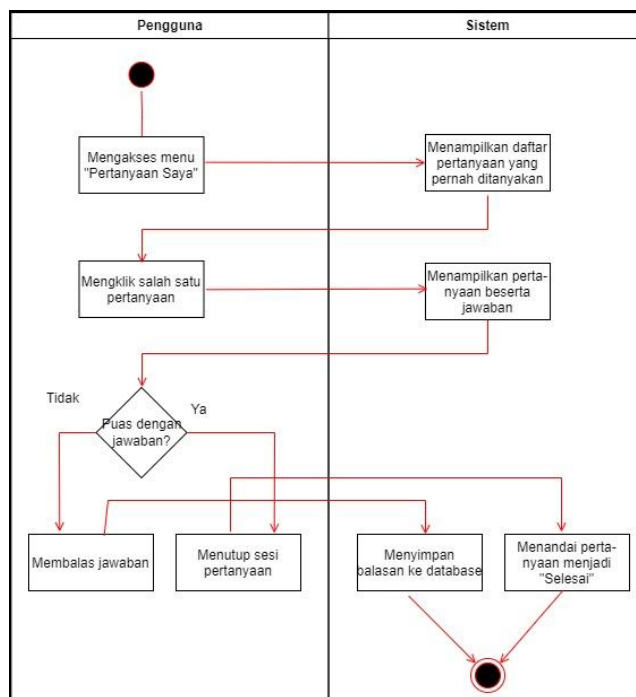 Pengguna
Sistem
Mengakses menu
"Pertanyaan Saya"
Menampilkan daftar
pertanyaan yang
pernah ditanyakan
Mengklik salah satu
pertanyaan
Menampilkan perta-
nyaan beserta
jawaban
Tidak
Ya
Puas dengan
jawaban?
Membalas jawaban
Menutup sesi
pertanyaan
Menyimpan
balasan ke database
Menandai perta-
nyaan menjadi
"Selesai"